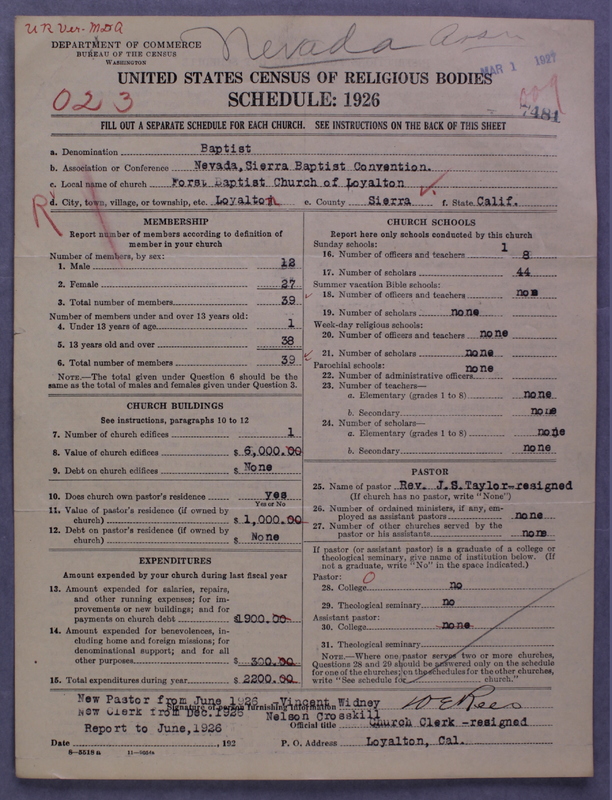 U R Ver. MDA
Nevada Assn
DEPARTMENT OF COMMERCE
BUREAU OF THE CENSUS
WASHINGTON
MAR 1 1927
UNITED STATES CENSUS OF RELIGIOUS BODIES
023
SCHEDULE: 1926
7481
FILL OUT A SEPARATE SCHEDULE FOR EACH CHURCH. SEE INSTRUCTIONS ON THE BACK OF THIS SHEET
a. Denomination Baptist
b. Association or Conference Nevada,Sierra Baptist Convention.
c. Local name of church Forst Baptist Church of Loyalton
d. City, town, village, or township, etc. Loyalton e. County Sierra f. State Calif.
R
MEMBERSHIP
Report number of members according to definition of
member in your church
Number of members, by sex:
1. Male 12
2. Female 27
3. Total number of members 39
Number of members under and over 13 years old:
4. Under 13 years of age 1
5. 13 years old and over 38
6. Total number of members 39
NOTE.—The total given under Question 6 should be the
same as the total of males and females given under Question 3.
CHURCH BUILDINGS
See instructions, paragraphs 10 to 12
7. Number of church edifices 1
8. Value of church edifices $ 6,000.00
9. Debt on church edifices $ None
10. Does church own pastor's residence yes
Yes or No
11. Value of pastor's residence (if owned by
church) $ 1,000.00
12. Debt on pastor's residence (if owned by
church) $ None
EXPENDITURES
Amount expended by your church during last fiscal year
13. Amount expended for salaries, repairs,
and other running expenses; for im-
provements or new buildings; and for
payments on church debt $1900.00
14. Amount expended for benevolences, in-
cluding home and foreign missions; for
denominational support; and for all
other purposes $ 300.00
15. Total expenditures during year $ 2200.00
CHURCH SCHOOLS
Report here only schools conducted by this church
Sunday schools: 1
16. Number of officers and teachers 8
17. Number of scholars 44
Summer vacation Bible schools:
18. Number of officers and teachers none
19. Number of scholars none
Week-day religious schools:
20. Number of officers and teachers none
21. Number of scholars none
Parochial schools: none
22. Number of administrative officers
23. Number of teachers—
a. Elementary (grades 1 to 8) none
b. Secondary none
24. Number of scholars—
a. Elementary (grades 1 to 8) none
b. Secondary none
PASTOR
25. Name of pastor Rev. J.S.Taylor-resigned
(If church has no pastor, write "None")
26. Number of ordained ministers, if any, em-
ployed as assistant pastors none
27. Number of other churches served by the
pastor or his assistants none
If pastor (or assistant pastor) is a graduate of a college or
theological seminary, give name of institution below. (If
not a graduate, write "No" in the space indicated.)
Pastor: O
28. College no
29. Theological seminary no
Assistant pastor:
30. College none
31. Theological seminary
NOTE.—Where one pastor serves two or more churches,
Questions 28 and 29 should be answered only on the schedule
for one of the churches; on the schedules for the other churches,
write "See schedule for church."
New Pastor from June 1926 Vincent Widney W E Rees
Signature of person furnishing information
New Clerk from Dec.1926 Nelson Crosskill
Official title Church Clerk -resigned
Report to June,1926
Date , 192 P. O. Address Loyalton, Cal.
8—5518 a